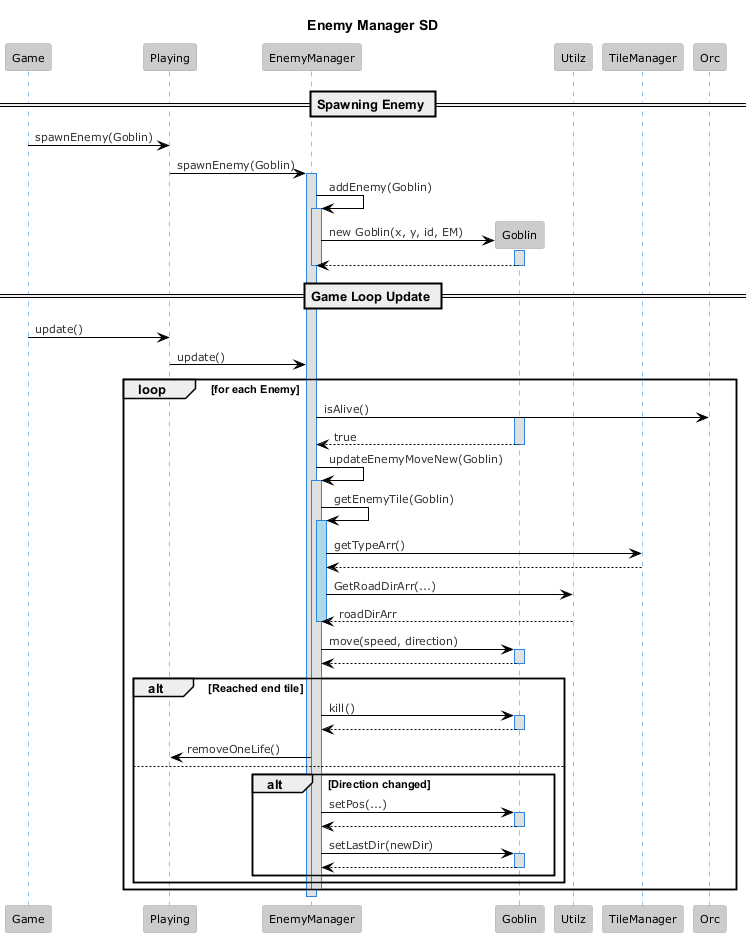 Enemy Manager SD
Game Playing EnemyManager Utilz TileManager Orc
Spawning Enemy
spawnEnemy(Goblin)
spawnEnemy(Goblin)
addEnemy(Goblin)
new Goblin(x, y, id, EM) Goblin
Game Loop Update
update()
update()
loop [for each Enemy]
isAlive()
true
updateEnemyMoveNew(Goblin)
getEnemyTile(Goblin)
getTypeArr()
GetRoadDirArr(...)
roadDirArr
move(speed, direction)
alt [Reached end tile]
kill()
removeOneLife()
alt [Direction changed]
setPos(...)
setLastDir(newDir)
Game Playing EnemyManager Goblin Utilz TileManager Orc